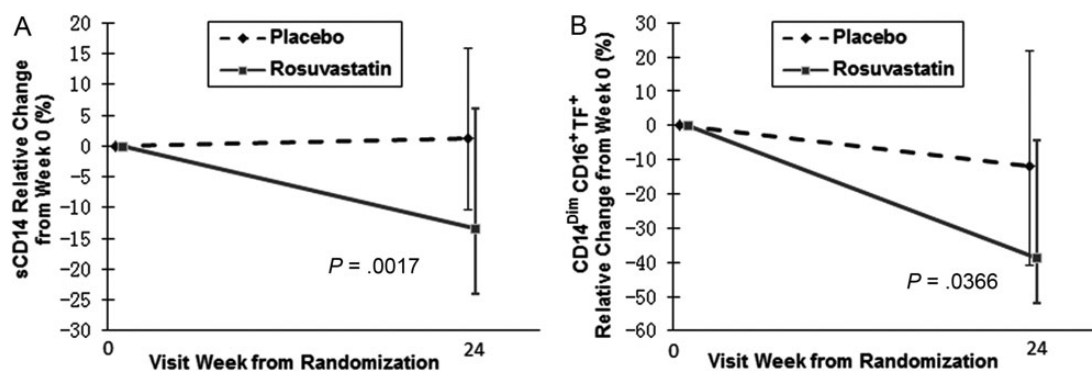 A
sCD14 Relative Change
from Week 0 (%)
20
15
10
5
0
−5
−10
−15
−20
−25
−30
Placebo
Rosuvastatin
P = .0017
0
24
Visit Week from Randomization
B
CD14Dim CD16+TF+
Relative Change from Week 0 (%)
30
20
10
0
−10
−20
−30
−40
−50
−60
Placebo
Rosuvastatin
P = .0366
0
24
Visit Week from Randomization